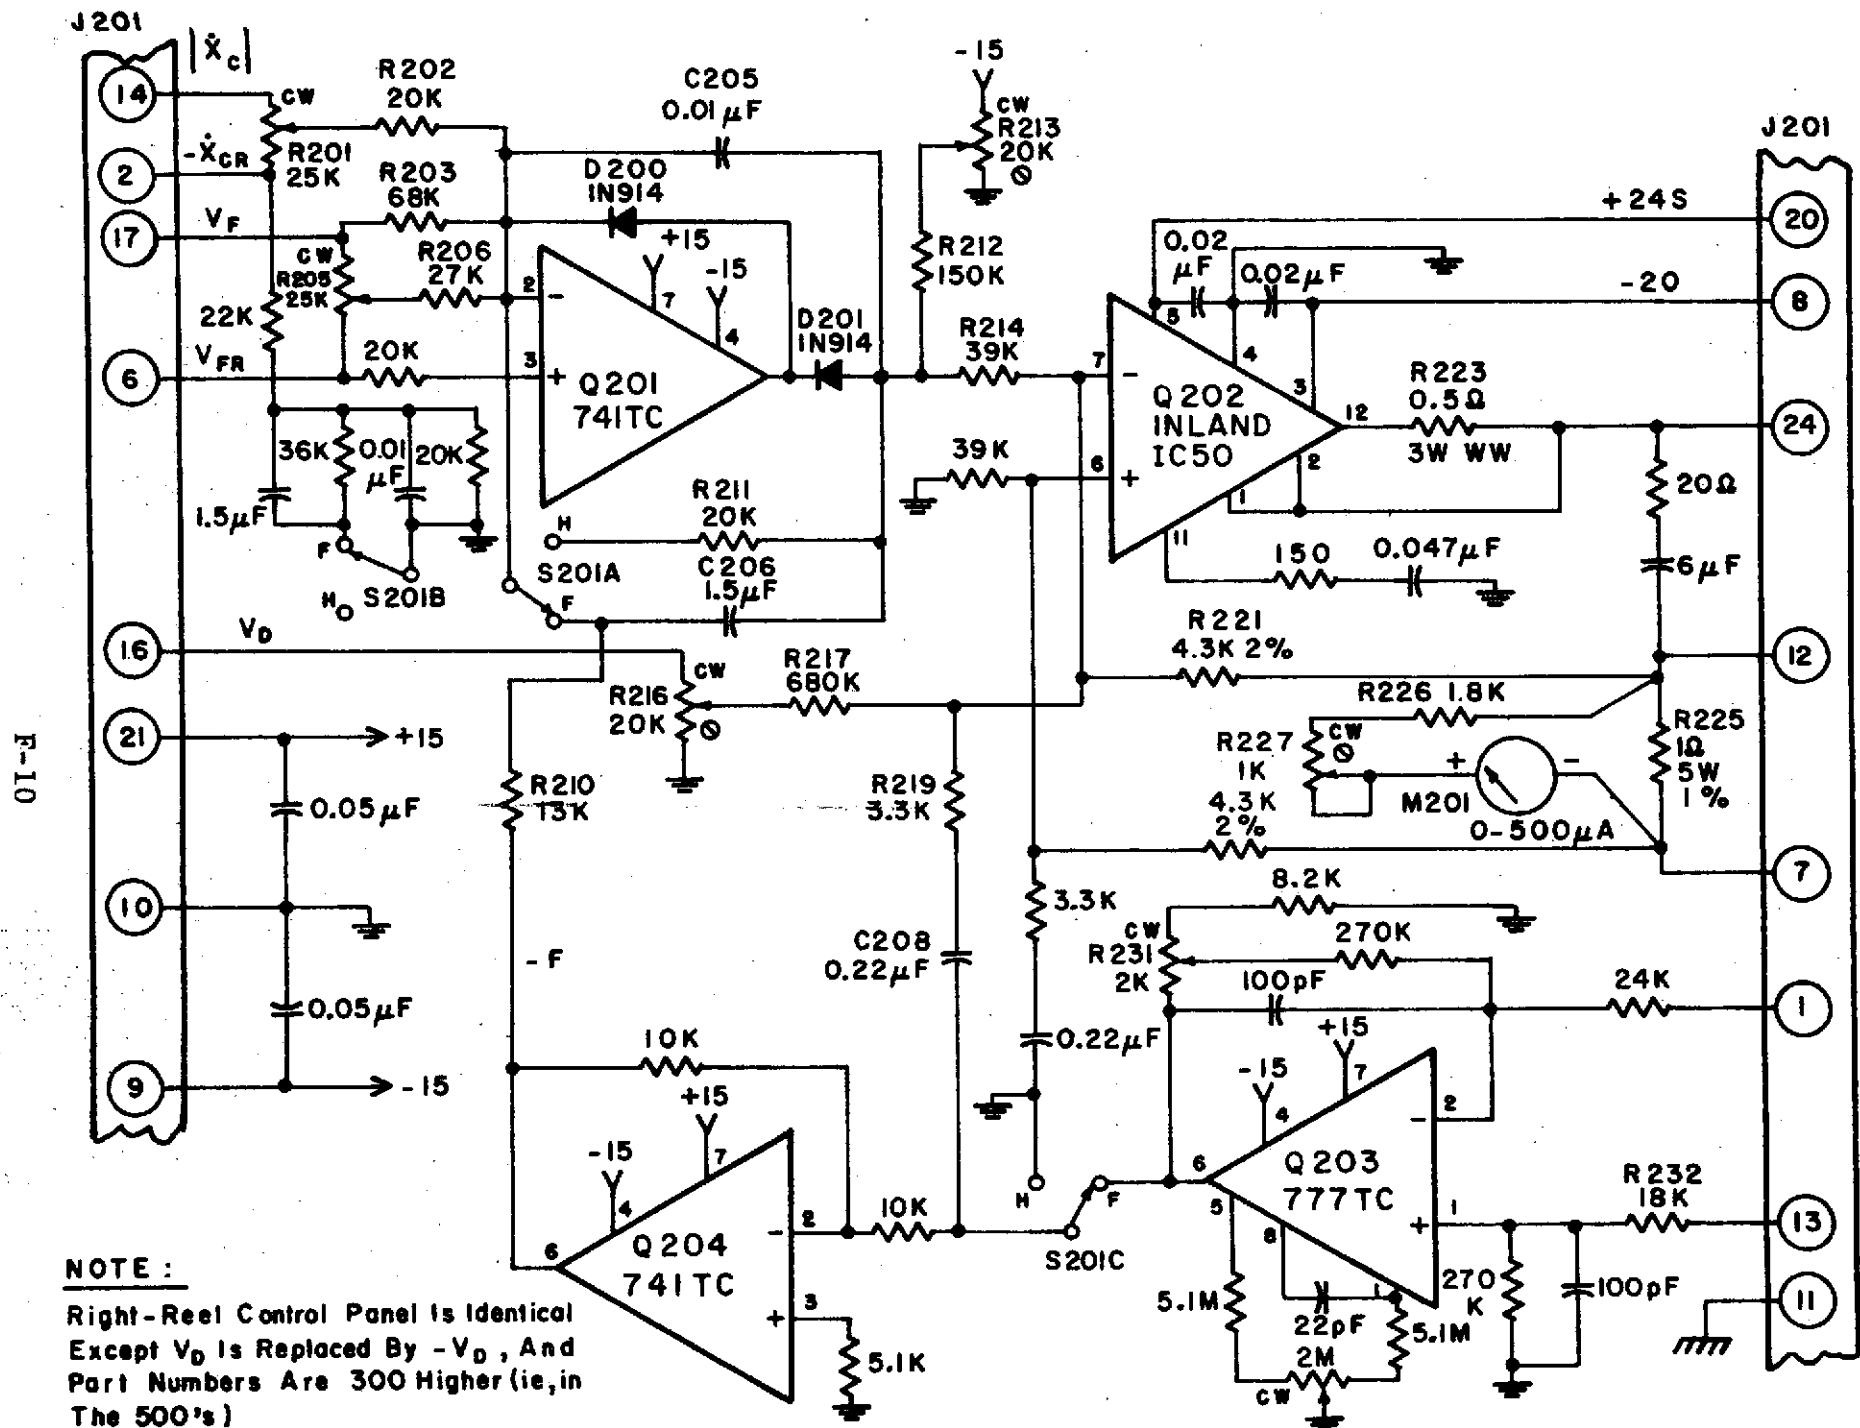 J201
|Ẋc|
14
CW
R202
20K
C205
0.01μF
-15
CW
R213
20K
J201
-ẊCR
2
R201
25K
R203
68K
D200
1N914
+24S
20
17
VF
CW
R205
25K
R206
27K
+15
-15
7
4
R212
150K
0.02
μF
0.02μF
-20
8
22K
2
-
D201
1N914
R214
39K
5
4
3
VFR
6
20K
3
+
Q201
741TC
7
-
Q202
INLAND
IC50
R223
0.5Ω
3W WW
12
24
36K
0.01
μF
20K
1.5μF
39K
6
+
2
1
20Ω
R211
20K
H
11
150
0.047μF
6μF
F
S201B
H
S201A
F
C206
1.5μF
16
VD
CW
R216
20K
R217
680K
R221
4.3K 2%
12
R226 1.8K
21
+15
R227
1K
CW
+
-
R225
1Ω
5W
1%
M201
0-500μA
F-10
0.05μF
R210
13K
R219
3.3K
4.3K
2%
7
10
3.3K
8.2K
CW
R231
2K
270K
-F
C208
0.22μF
0.05μF
100pF
24K
1
10K
0.22μF
+15
-15
7
4
2
-
9
-15
+15
-15
7
4
6
Q203
777TC
R232
18K
H
F
5
8
1
+
1
13
6
Q204
741TC
2
-
10K
S201C
5.1M
22pF
5.1M
270
K
100pF
11
3
+
5.1K
2M
CW
NOTE:
Right-Reel Control Panel Is Identical
Except VD Is Replaced By -VD, And
Part Numbers Are 300 Higher (ie, in
The 500's)